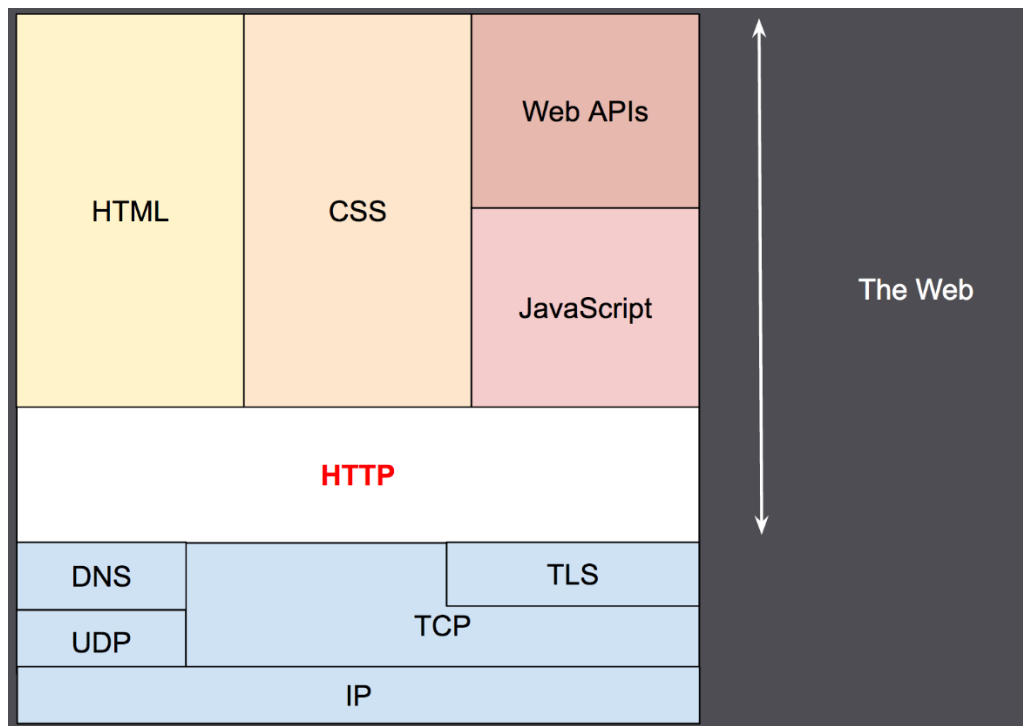 Web APIs
HTML
CSS
JavaScript
The Web
HTTP
DNS
TLS
UDP
TCP
IP